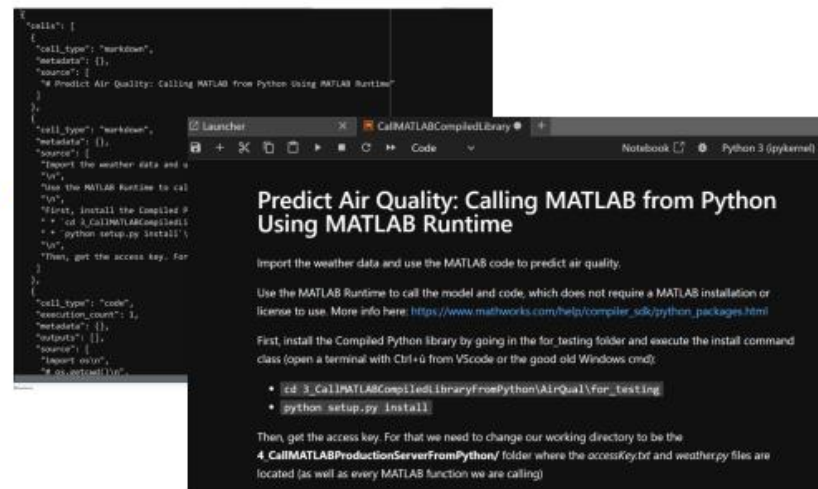 {
"cells": [
{
"cell_type": "markdown",
"metadata": {},
"source": [
"# Predict Air Quality: Calling MATLAB from Python Using MATLAB Runtime"
]
},
{
"cell_type": "markdown",
"metadata": {},
"source": [
"Import the weather data and u
"\n",
"Use the MATLAB Runtime to cal
"\n",
"First, install the Compiled P
" * `cd 3_CallMATLABCompiledLi
" * `python setup.py install`\
"\n",
"Then, get the access key. For
]
},
{
"cell_type": "code",
"execution_count": 1,
"metadata": {},
"outputs": [],
"source": [
"import os\n",
"# os.getcwd()\n",
Launcher CallMATLABCompiledLibrary
Code Notebook Python 3 (ipykernel)
Predict Air Quality: Calling MATLAB from Python
Using MATLAB Runtime
Import the weather data and use the MATLAB code to predict air quality.
Use the MATLAB Runtime to call the model and code, which does not require a MATLAB installation or
license to use. More info here: https://www.mathworks.com/help/compiler_sdk/python_packages.html
First, install the Compiled Python library by going in the for_testing folder and execute the install command
class (open a terminal with Ctrl+ù from VScode or the good old Windows cmd):
• cd 3_CallMATLABCompiledLibraryFromPython\AirQual\for_testing
• python setup.py install
Then, get the access key. For that we need to change our working directory to be the
4_CallMATLABProductionServerFromPython/ folder where the accessKey.txt and weather.py files are
located (as well as every MATLAB function we are calling)